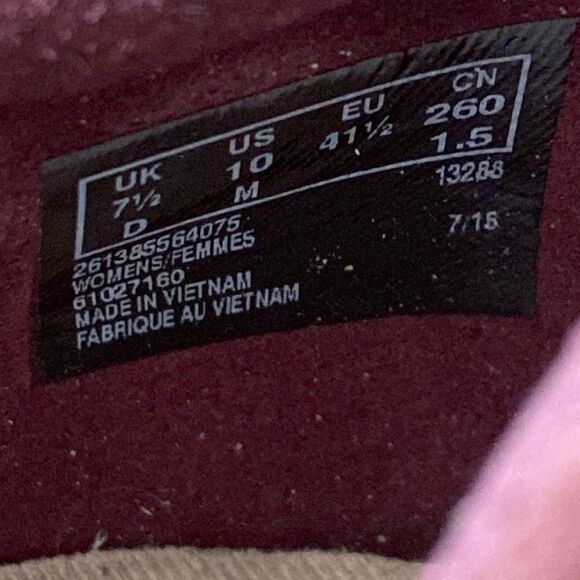 UK US EU CN
7½ 10 41½ 260
D M 1.5
261385564075 13288
WOMENS/FEMMES 7/18
61027160
MADE IN VIETNAM
FABRIQUE AU VIETNAM